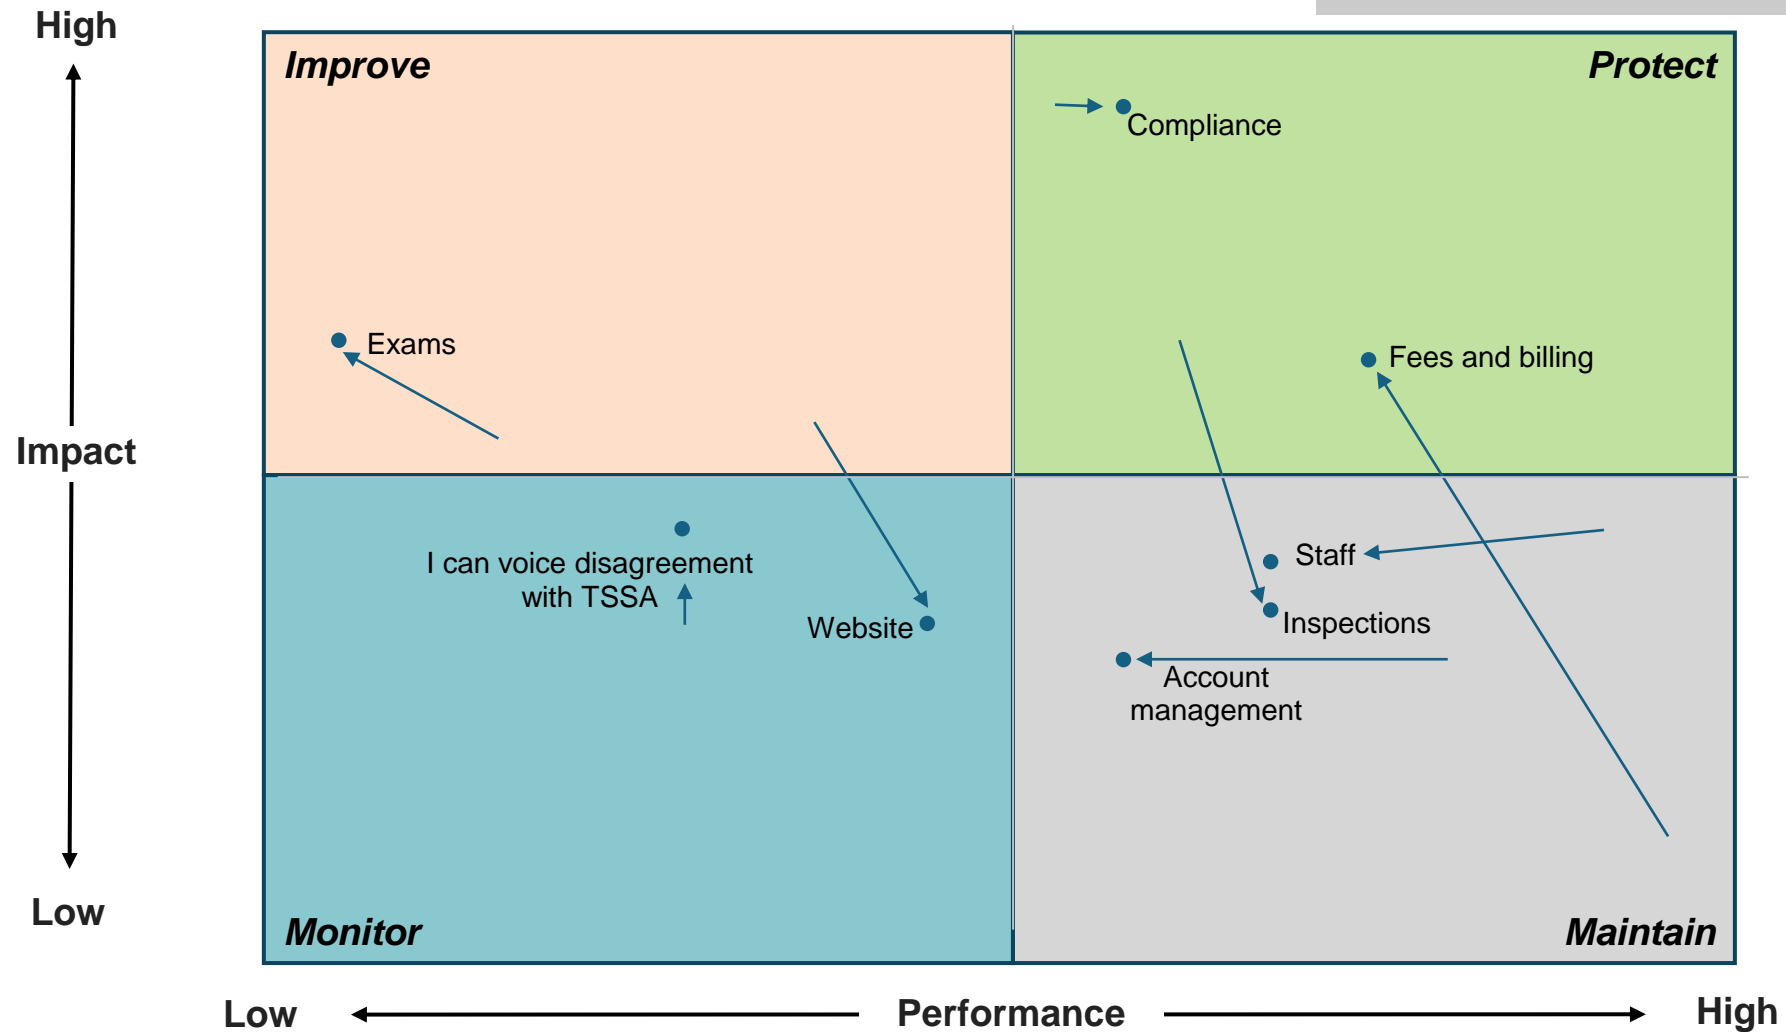 High
Improve
Protect
Compliance
Exams
Fees and billing
Impact
I can voice disagreement
with TSSA
Staff
Website
Inspections
Account
management
Low
Monitor
Maintain
Low
Performance
High